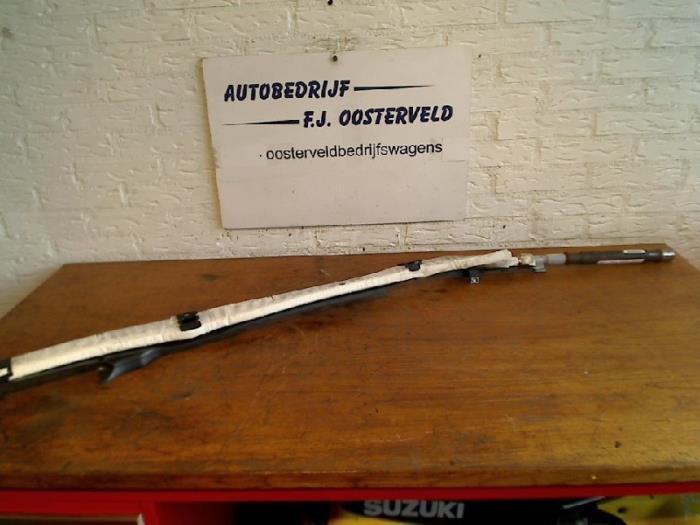 AUTOBEDRIJF
F.J. OOSTERVELD
oosterveldbedrijfswagens
SUZUKI